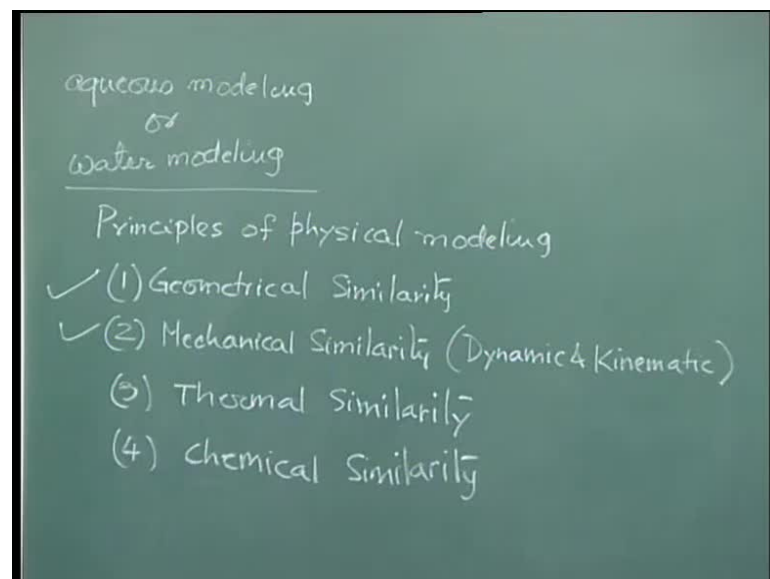 aqueous modeling
or
water modeling
Principles of physical modeling
(1) Geometrical Similarity
(2) Mechanical Similarity (Dynamic & Kinematic)
(3) Thermal Similarity
(4) Chemical Similarity